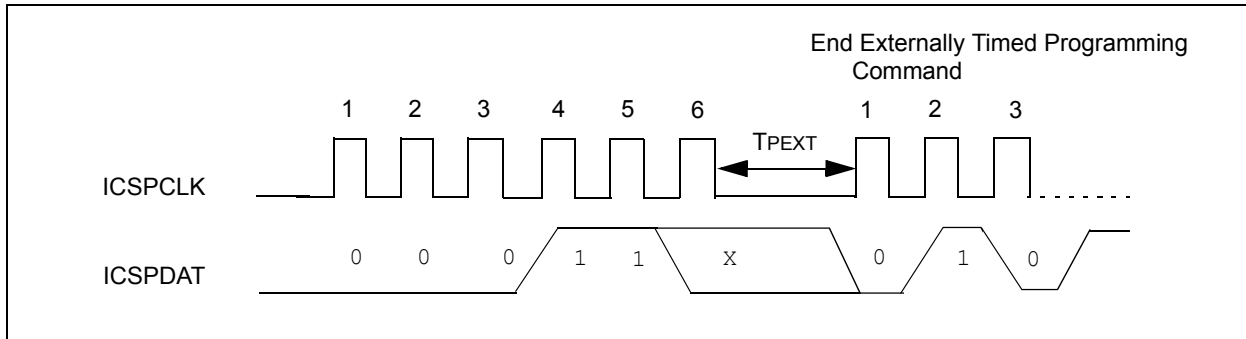 End Externally Timed Programming
Command
1 2 3 4 5 6 1 2 3
TPEXT
ICSPCLK
0 0 0 1 1 X 0 1 0
ICSPDAT